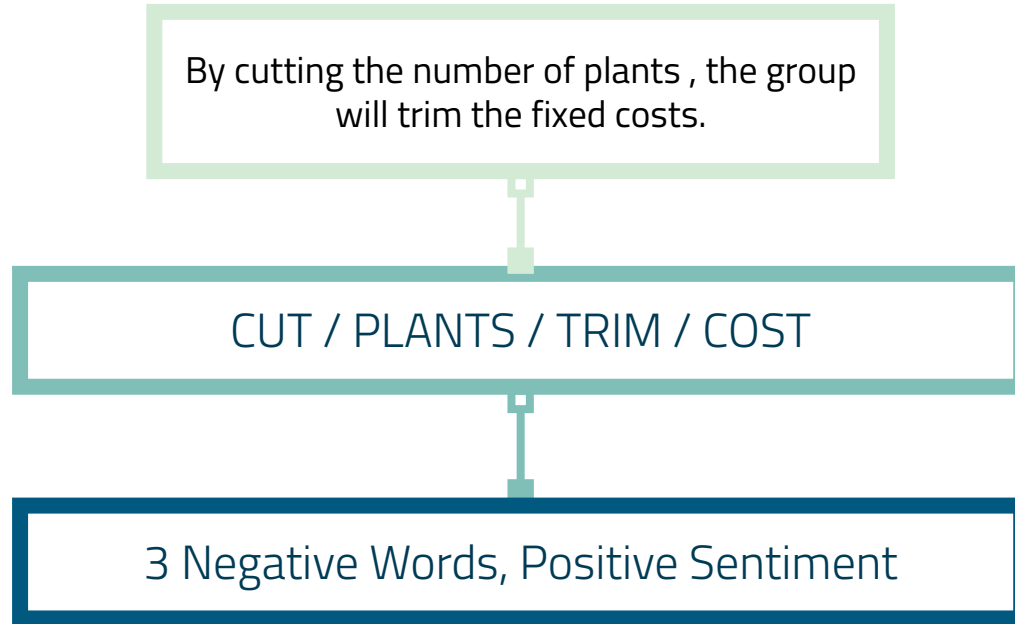 By cutting the number of plants , the group
will trim the fixed costs.
CUT / PLANTS / TRIM / COST
3 Negative Words, Positive Sentiment